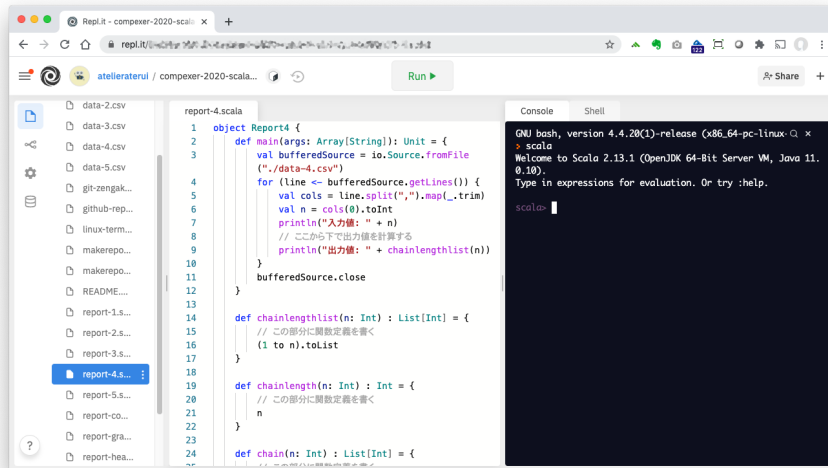 Repl.it - compexer-2020-scala
repl.it/
122
atelieraterui / compexer-2020-scala...
Run
Share
data-2.csv
data-3.csv
data-4.csv
data-5.csv
git-zengak...
github-rep...
linux-term...
makerepo...
makerepo...
README....
report-1.s...
report-2.s...
report-3.s...
report-4.s...
report-5.s...
report-co...
report-gra...
report-hea...
?
report-4.scala
1 object Report4 {
2 def main(args: Array[String]): Unit = {
3 val bufferedSource = io.Source.fromFile
("./data-4.csv")
4 for (line <- bufferedSource.getLines()) {
5 val cols = line.split(",").map(_.trim)
6 val n = cols(0).toInt
7 println("入力値: " + n)
8 // ここから下で出力値を計算する
9 println("出力値: " + chainlengthlist(n))
10 }
11 bufferedSource.close
12 }
13
14 def chainlengthlist(n: Int) : List[Int] = {
15 // この部分に関数定義を書く
16 (1 to n).toList
17 }
18
19 def chainlength(n: Int) : Int = {
20 // この部分に関数定義を書く
21 n
22 }
23
24 def chain(n: Int) : List[Int] = {
Console Shell
GNU bash, version 4.4.20(1)-release (x86_64-pc-linux-
> scala
Welcome to Scala 2.13.1 (OpenJDK 64-Bit Server VM, Java 11.
0.10).
Type in expressions for evaluation. Or try :help.
scala>